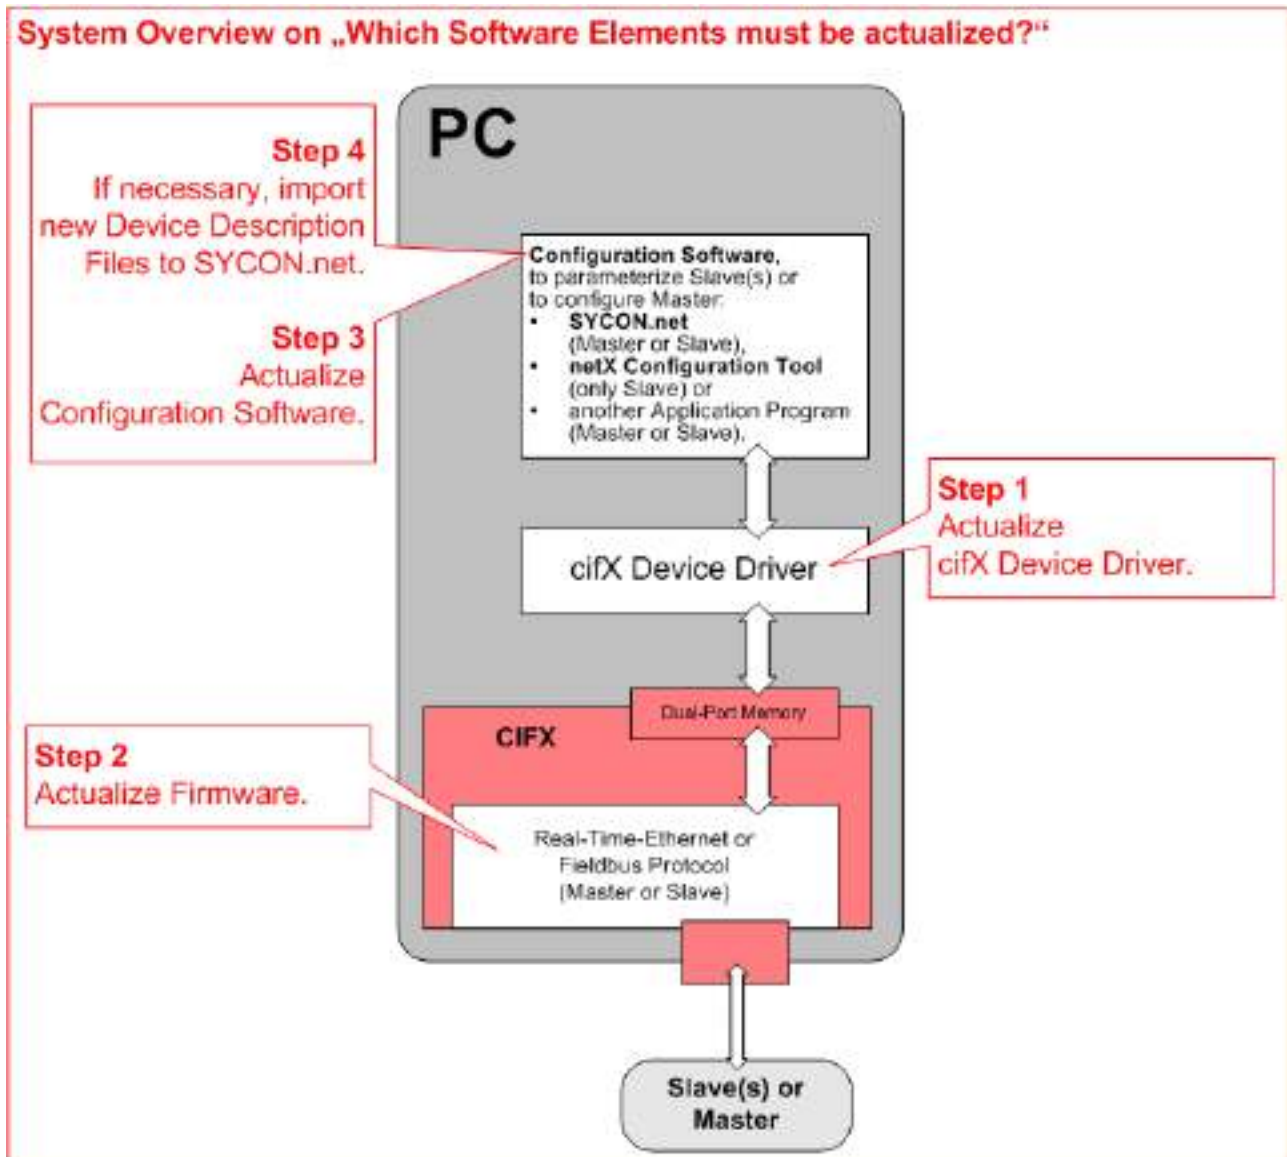 System Overview on „Which Software Elements must be actualized?“
PC
Step 4
If necessary, import
new Device Description
Files to SYCON.net.
Step 3
Actualize
Configuration Software.
Configuration Software,
to parameterize Slave(s) or
to configure Master:
• SYCON.net
(Master or Slave),
• netX Configuration Tool
(only Slave) or
• another Application Program
(Master or Slave).
Step 1
Actualize
cifX Device Driver.
cifX Device Driver
Dual-Port Memory
CIFX
Step 2
Actualize Firmware.
Real-Time-Ethernet or
Fieldbus Protocol
(Master or Slave)
Slave(s) or
Master